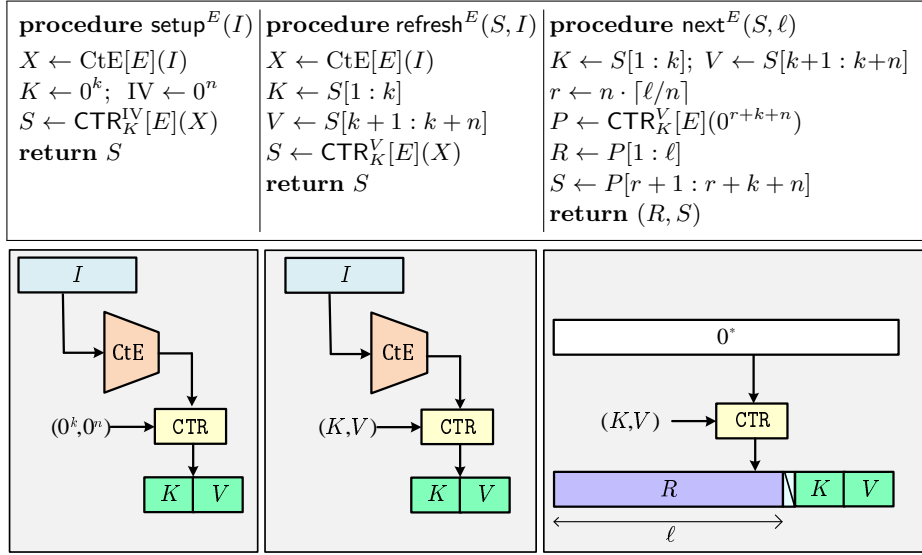 procedure setup^E(I)
X ← CtE[E](I)
K ← 0^k; IV ← 0^n
S ← CTR_K^IV[E](X)
return S
procedure refresh^E(S, I)
X ← CtE[E](I)
K ← S[1 : k]
V ← S[k + 1 : k + n]
S ← CTR_K^V[E](X)
return S
procedure next^E(S, ℓ)
K ← S[1 : k]; V ← S[k+1 : k+n]
r ← n · ⌈ℓ/n⌉
P ← CTR_K^V[E](0^{r+k+n})
R ← P[1 : ℓ]
S ← P[r + 1 : r + k + n]
return (R, S)
I
CtE
(0^k,0^n)
CTR
K V
I
CtE
(K,V)
CTR
K V
0^*
(K,V)
CTR
R K V
ℓ